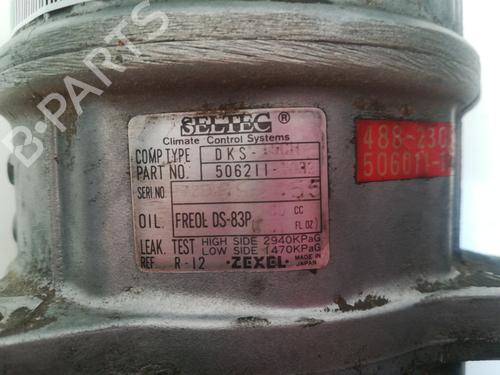 B-PARTS
SELTEC ®
Climate Control Systems
COMP TYPE DKS-
PART NO. 506211-
SERI NO.
OIL FREOL DS-83P CC
FL OZ)
LEAK TEST HIGH SIDE 2940KPaG
LOW SIDE 1470KPaG
REF R-12 ·ZEXEL· MADE IN JAPAN
488-230
506011-